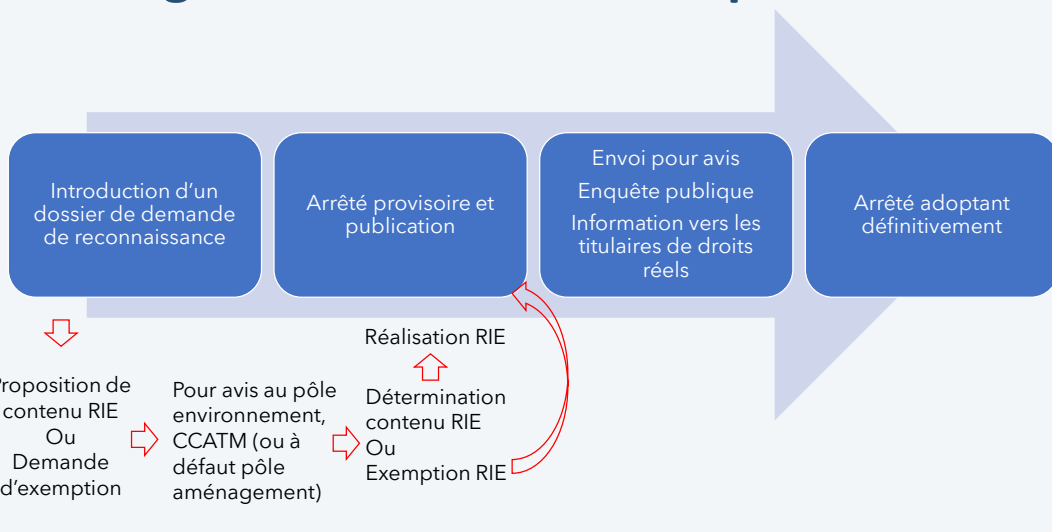 Introduction d'un
dossier de demande
de reconnaissance
Arrêté provisoire et
publication
Envoi pour avis
Enquête publique
Information vers les
titulaires de droits
réels
Arrêté adoptant
définitivement
Proposition de
contenu RIE
Ou
Demande
d'exemption
Pour avis au pôle
environnement,
CCATM (ou à
défaut pôle
aménagement)
Réalisation RIE
Détermination
contenu RIE
Ou
Exemption RIE